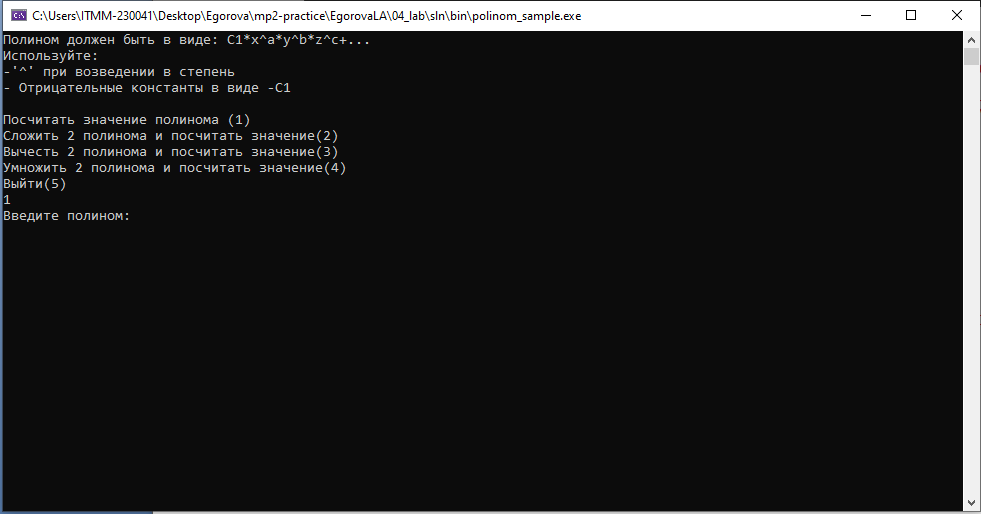 C:\Users\ITMM-230041\Desktop\Egorova\mp2-practice\EgorovaLA\04_lab\sln\bin\polinom_sample.exe
Полином должен быть в виде: C1*x^a*y^b*z^c+...
Используйте:
-'^' при возведении в степень
- Отрицательные константы в виде -C1
Посчитать значение полинома (1)
Сложить 2 полинома и посчитать значение(2)
Вычесть 2 полинома и посчитать значение(3)
Умножить 2 полинома и посчитать значение(4)
Выйти(5)
1
Введите полином: